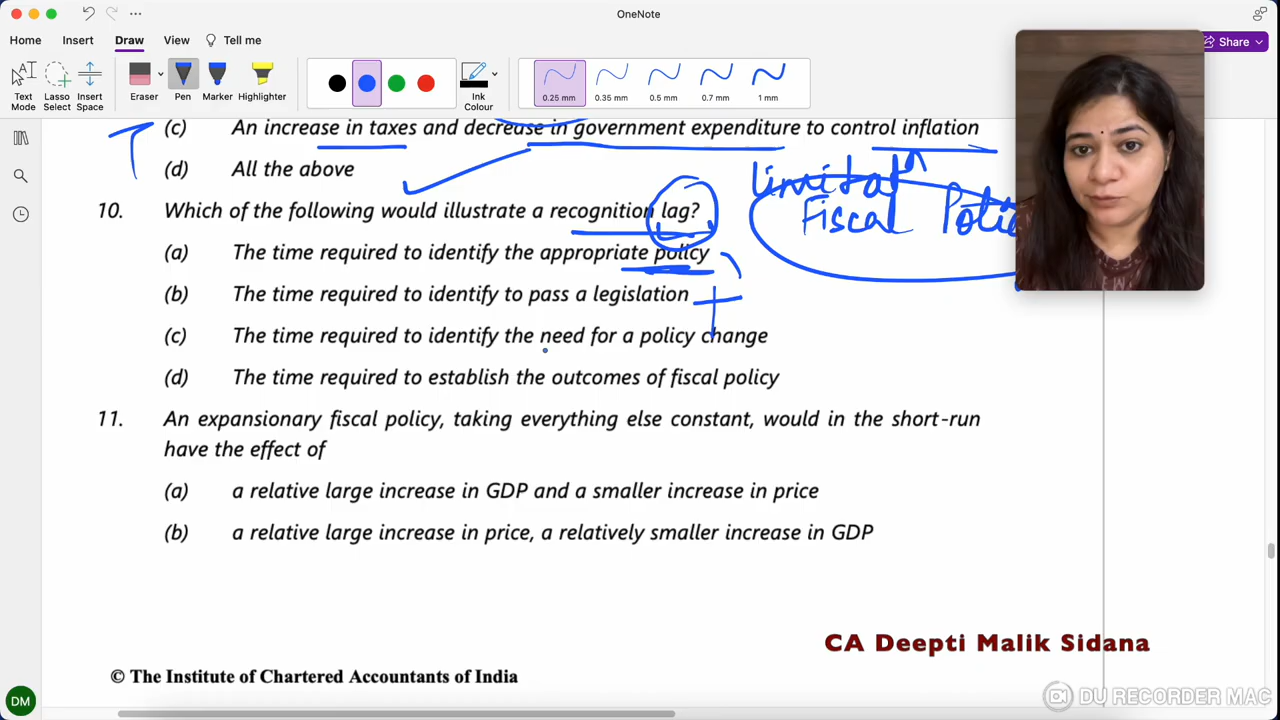 OneNote
Home Insert Draw View Tell me
Share
Text Mode
Lasso Select
Insert Space
Eraser
Pen
Marker
Highlighter
Ink Colour
0.25 mm
0.35 mm
0.5 mm
0.7 mm
1 mm
(c) An increase in taxes and decrease in government expenditure to control inflation
(d) All the above
Fiscal
10. Which of the following would illustrate a recognition lag?
(a) The time required to identify the appropriate policy
(b) The time required to identify to pass a legislation
(c) The time required to identify the need for a policy change
(d) The time required to establish the outcomes of fiscal policy
11. An expansionary fiscal policy, taking everything else constant, would in the short-run
have the effect of
(a) a relative large increase in GDP and a smaller increase in price
(b) a relative large increase in price, a relatively smaller increase in GDP
CA Deepti Malik Sidana
© The Institute of Chartered Accountants of India
DM
DU RECORDER MAC